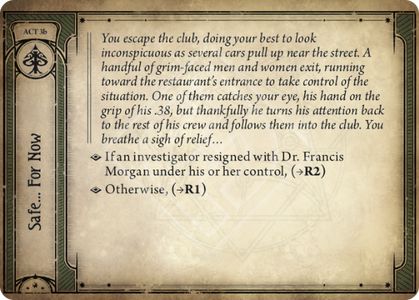 ACT 3b
Safe... For Now
You escape the club, doing your best to look
inconspicuous as several cars pull up near the street. A
handful of grim-faced men and women exit, running
toward the restaurant's entrance to take control of the
situation. One of them catches your eye, his hand on the
grip of his .38, but thankfully he turns his attention back
to the rest of his crew and follows them into the club. You
breathe a sigh of relief…
If an investigator resigned with Dr. Francis
Morgan under his or her control, (→R2)
Otherwise, (→R1)